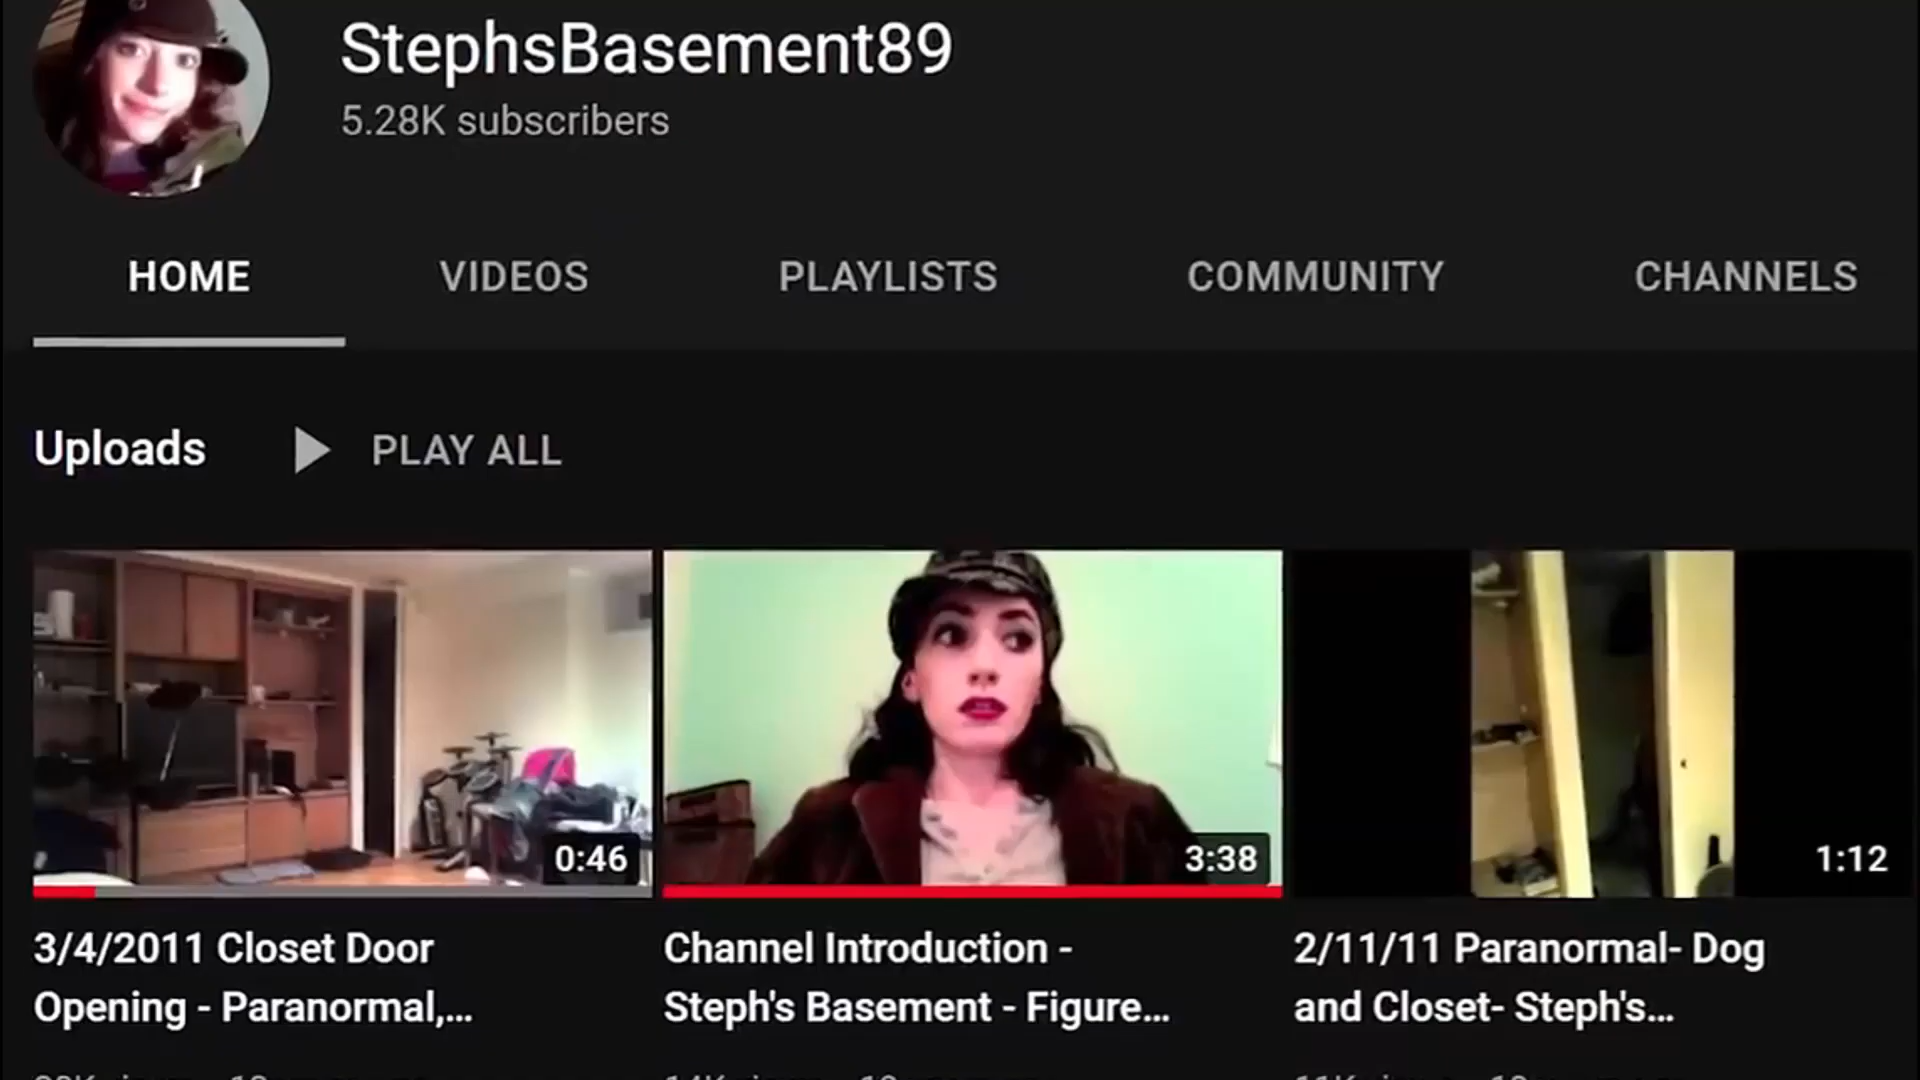 StephsBasement89
5.28K subscribers
HOME VIDEOS PLAYLISTS COMMUNITY CHANNELS
Uploads PLAY ALL
0:46 3:38 1:12
3/4/2011 Closet Door
Opening - Paranormal,...
Channel Introduction -
Steph's Basement - Figure...
2/11/11 Paranormal- Dog
and Closet- Steph's...